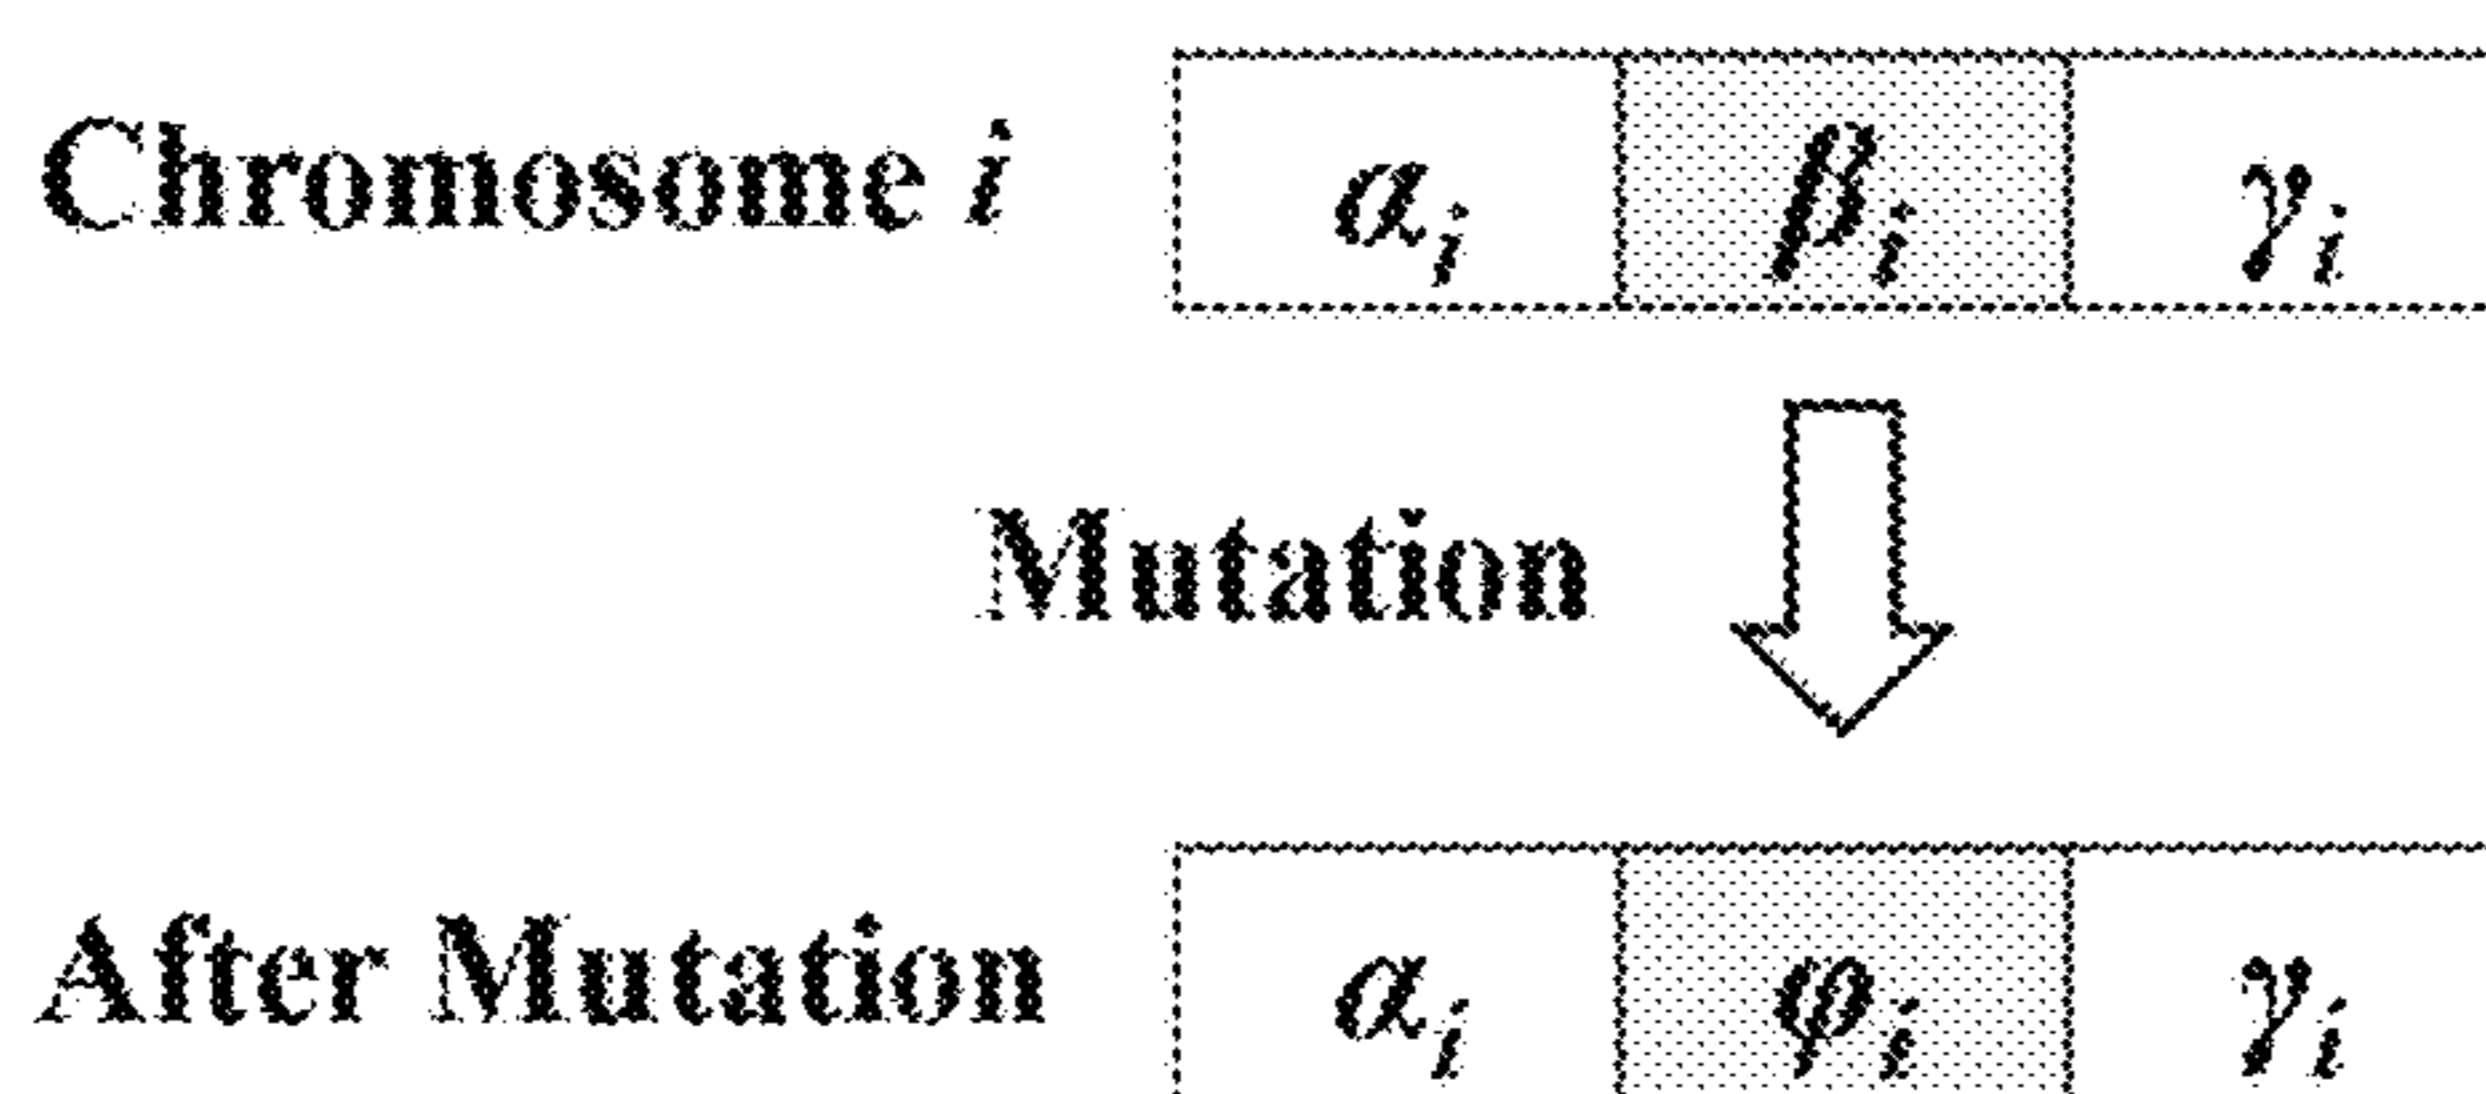 Chromosome i αᵢ βᵢ γᵢ
Mutation
After Mutation αᵢ φᵢ γᵢ